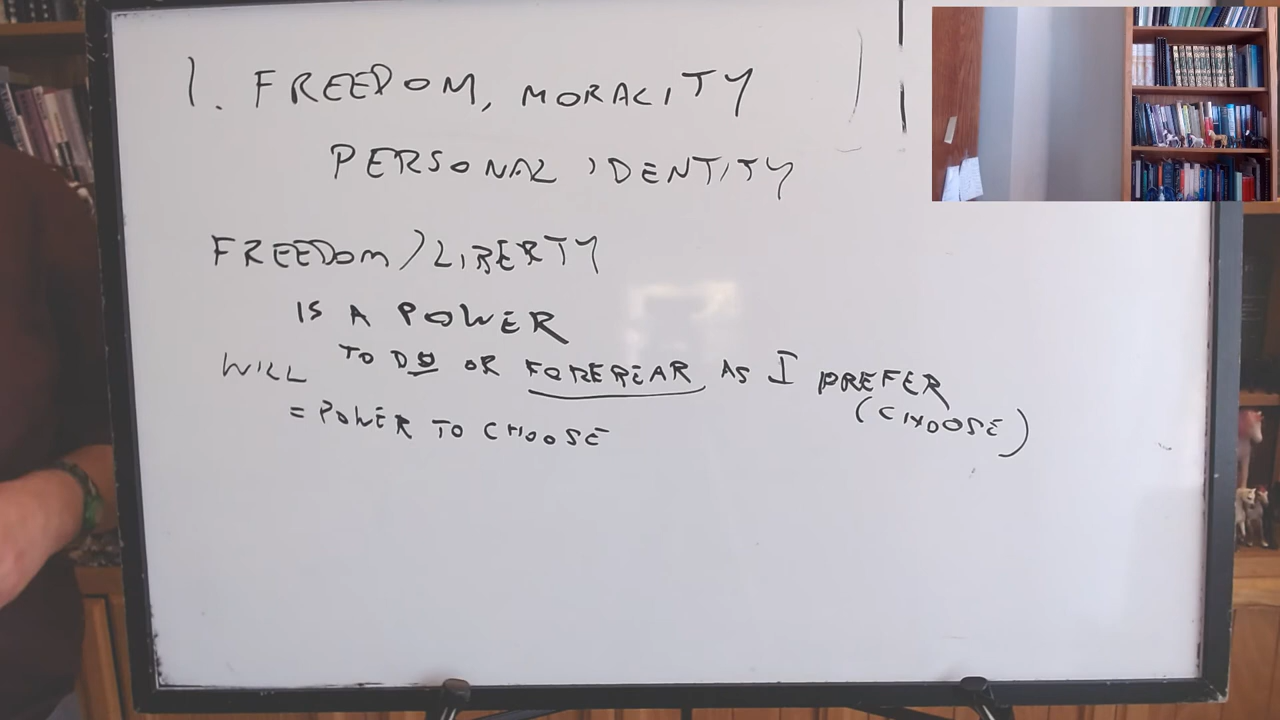 1. FREEDOM, MORALITY
PERSONAL IDENTITY
FREEDOM/LIBERTY
IS A POWER
TO DO OR FOREBEAR AS I PREFER
(CHOOSE)
WILL
= POWER TO CHOOSE